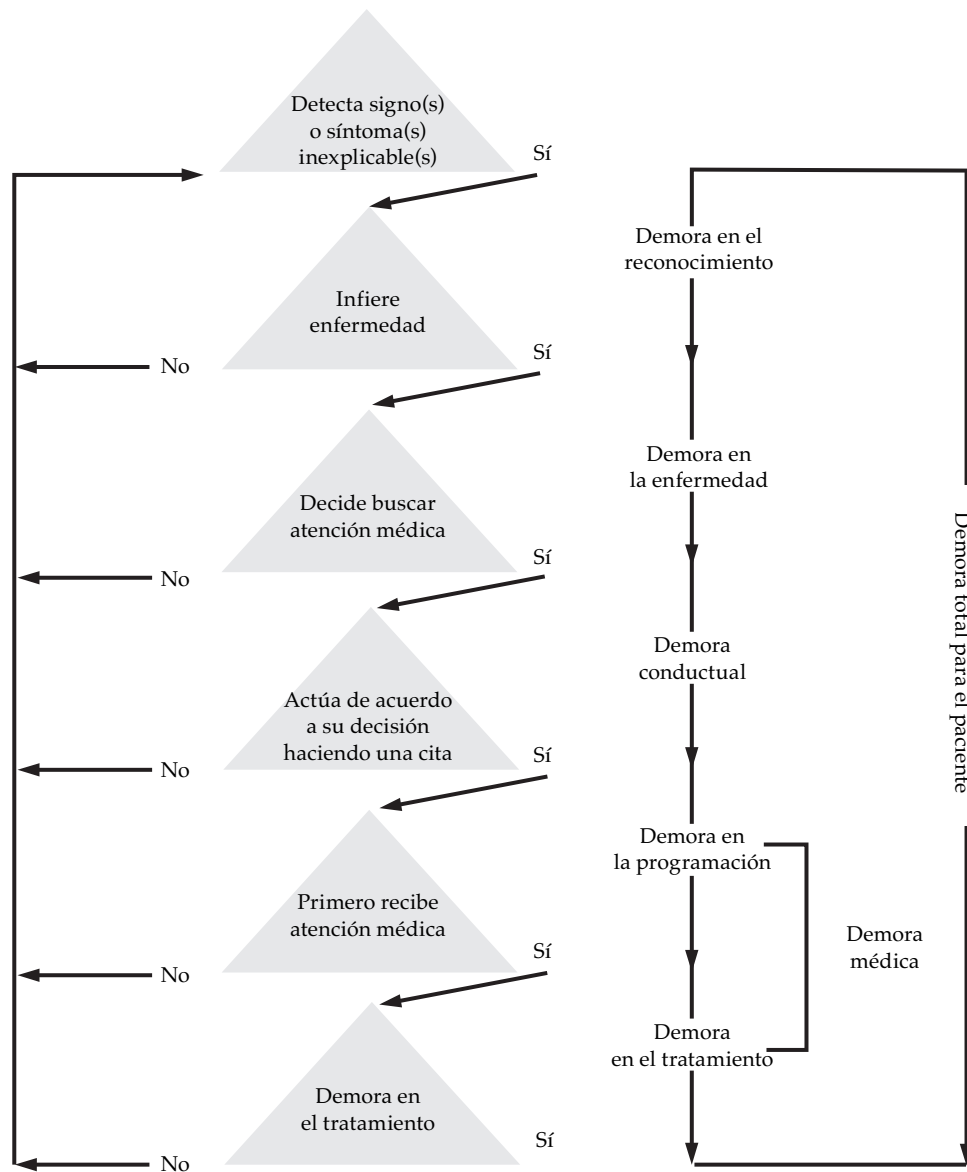 Detecta signo(s)
o síntoma(s)
inexplicable(s)
Sí
Infiere
enfermedad
No
Sí
Decide buscar
atención médica
No
Sí
Actúa de acuerdo
a su decisión
haciendo una cita
No
Sí
Primero recibe
atención médica
No
Sí
Demora en
el tratamiento
No
Sí
Demora en el
reconocimiento
Demora en
la enfermedad
Demora
conductual
Demora en
la programación
Demora
en el tratamiento
Demora
médica
Demora total para el paciente